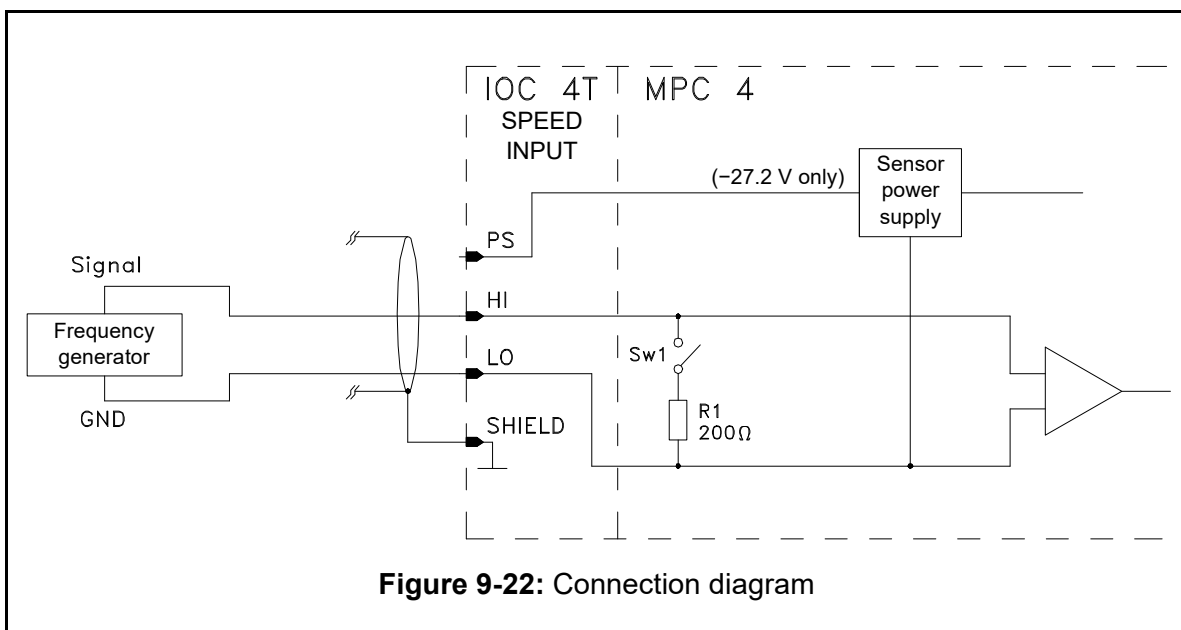 IOC 4T
MPC 4
SPEED
INPUT
(−27.2 V only)
Sensor
power
supply
PS
Signal
HI
Frequency
generator
Sw1
LO
GND
R1
200Ω
SHIELD
Figure 9-22: Connection diagram